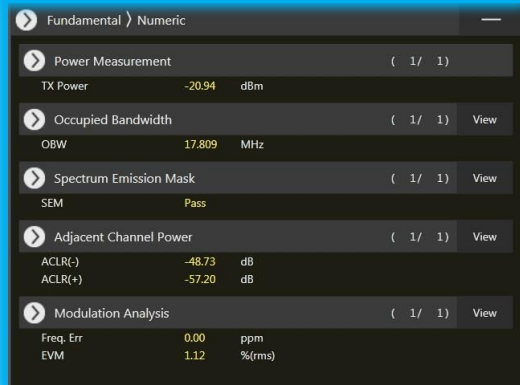 Fundamental 〉 Numeric
Power Measurement ( 1/ 1)
TX Power -20.94 dBm
Occupied Bandwidth ( 1/ 1) View
OBW 17.809 MHz
Spectrum Emission Mask ( 1/ 1) View
SEM Pass
Adjacent Channel Power ( 1/ 1) View
ACLR(-) -48.73 dB
ACLR(+) -57.20 dB
Modulation Analysis ( 1/ 1) View
Freq. Err 0.00 ppm
EVM 1.12 %(rms)